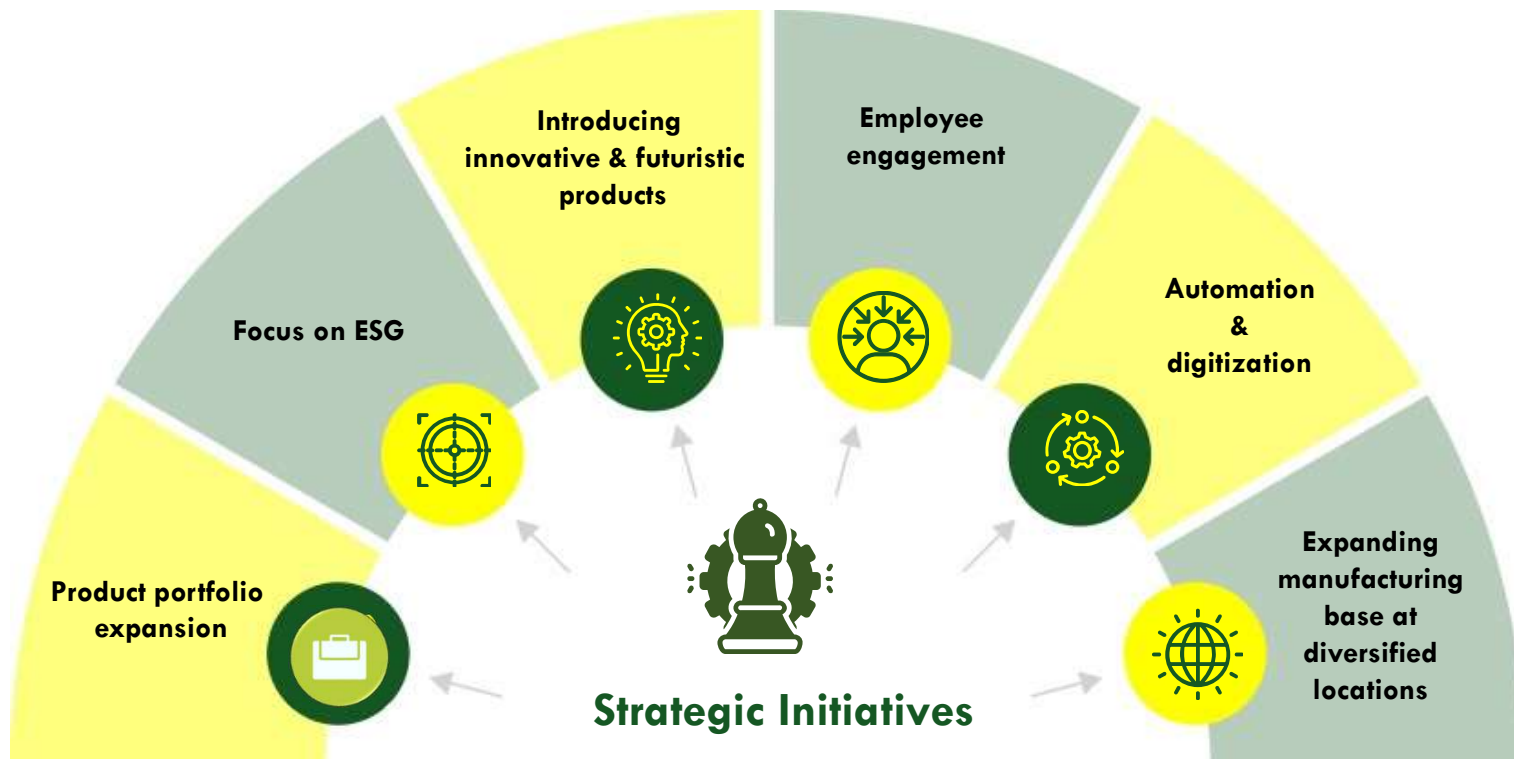 Product portfolio
expansion
Focus on ESG
Introducing
innovative & futuristic
products
Employee
engagement
Automation
&
digitization
Expanding
manufacturing
base at
diversified
locations
Strategic Initiatives